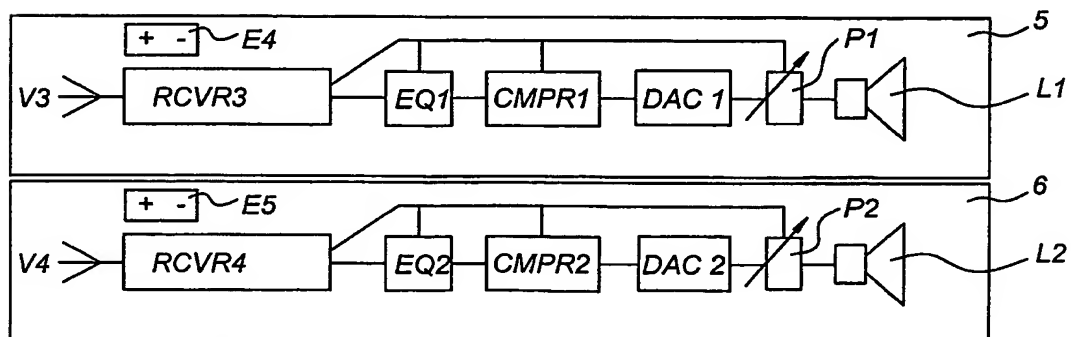 + - E4
5
P1
V3 RCVR3 EQ1 CMPR1 DAC 1 L1
+ - E5
6
P2
V4 RCVR4 EQ2 CMPR2 DAC 2 L2